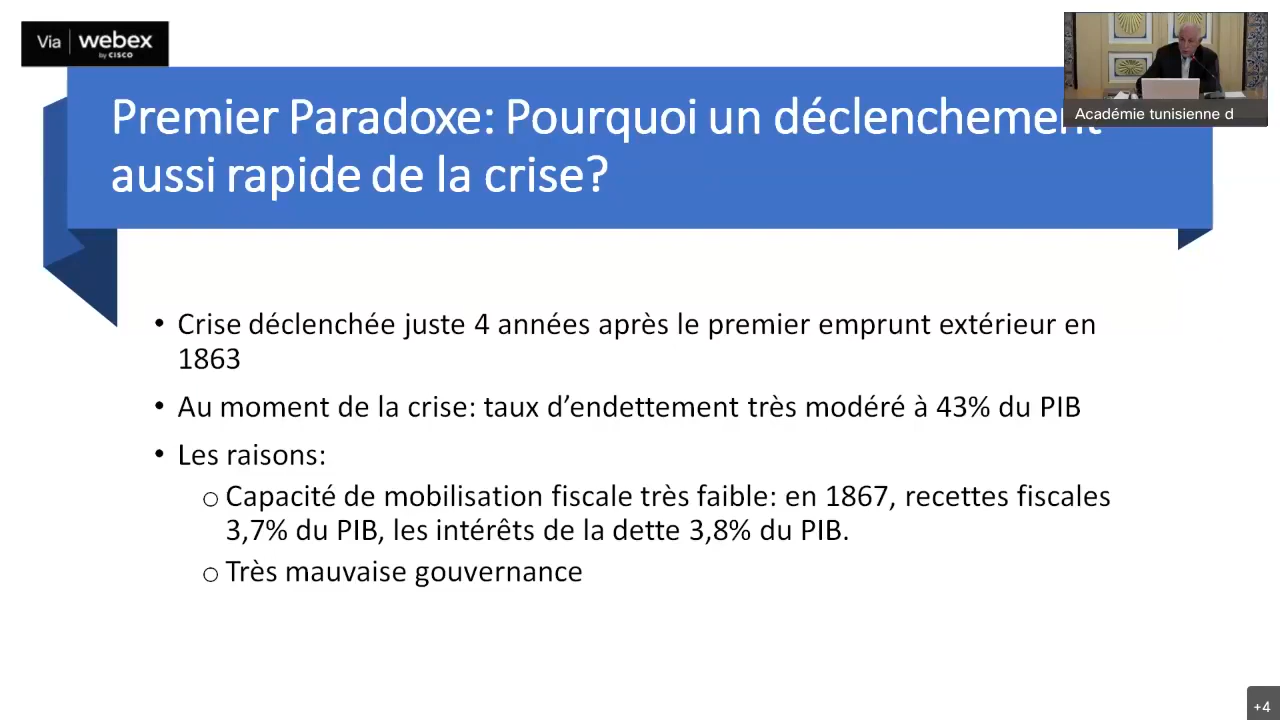 Via webex
by CISCO
Académie tunisienne d
Premier Paradoxe: Pourquoi un déclenchement
aussi rapide de la crise?
• Crise déclenchée juste 4 années après le premier emprunt extérieur en
1863
• Au moment de la crise: taux d’endettement très modéré à 43% du PIB
• Les raisons:
o Capacité de mobilisation fiscale très faible: en 1867, recettes fiscales
3,7% du PIB, les intérêts de la dette 3,8% du PIB.
o Très mauvaise gouvernance
+4